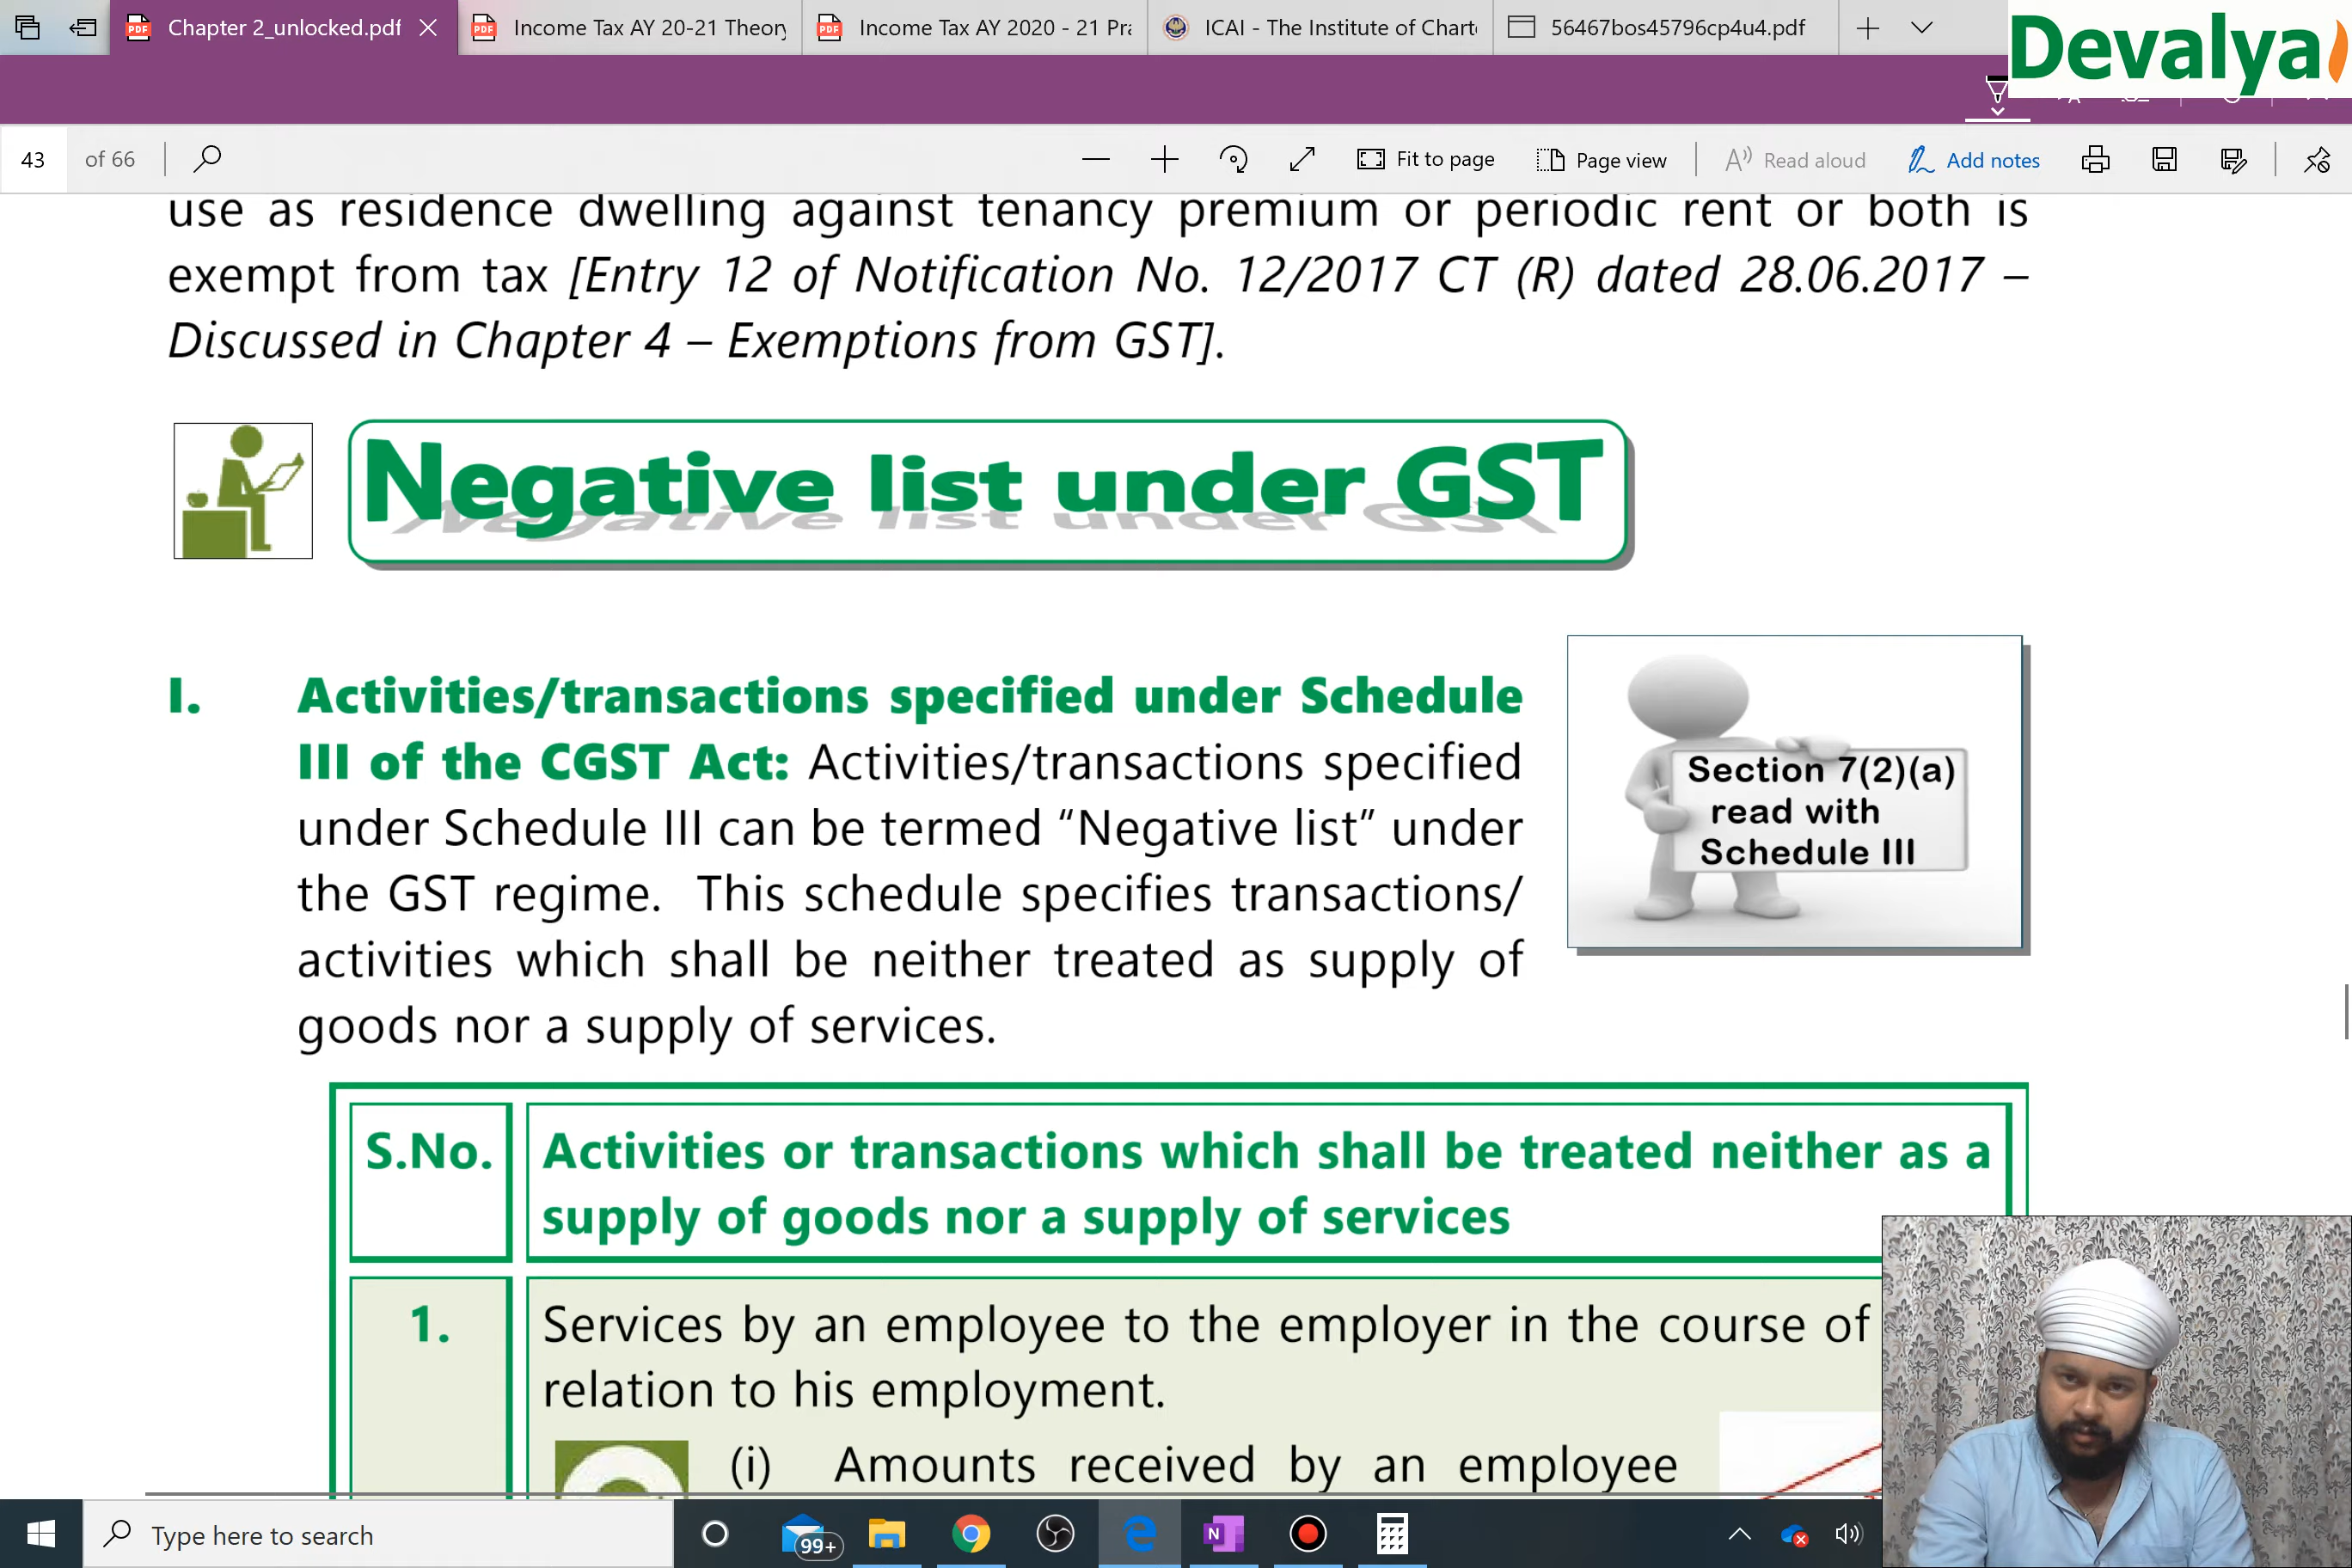 Chapter 2_unlocked.pdf
Income Tax AY 20-21 Theory
Income Tax AY 2020 - 21 Pra
ICAI - The Institute of Charte
56467bos45796cp4u4.pdf
Devalya
43 of 66
Fit to page
Page view
Read aloud
Add notes
use as residence dwelling against tenancy premium or periodic rent or both is
exempt from tax [Entry 12 of Notification No. 12/2017 CT (R) dated 28.06.2017 –
Discussed in Chapter 4 – Exemptions from GST].
Negative list under GST
I. Activities/transactions specified under Schedule
III of the CGST Act: Activities/transactions specified
under Schedule III can be termed “Negative list” under
the GST regime. This schedule specifies transactions/
activities which shall be neither treated as supply of
goods nor a supply of services.
Section 7(2)(a)
read with
Schedule III
S.No.
Activities or transactions which shall be treated neither as a
supply of goods nor a supply of services
1.
Services by an employee to the employer in the course of
relation to his employment.
(i) Amounts received by an employee
Type here to search
99+